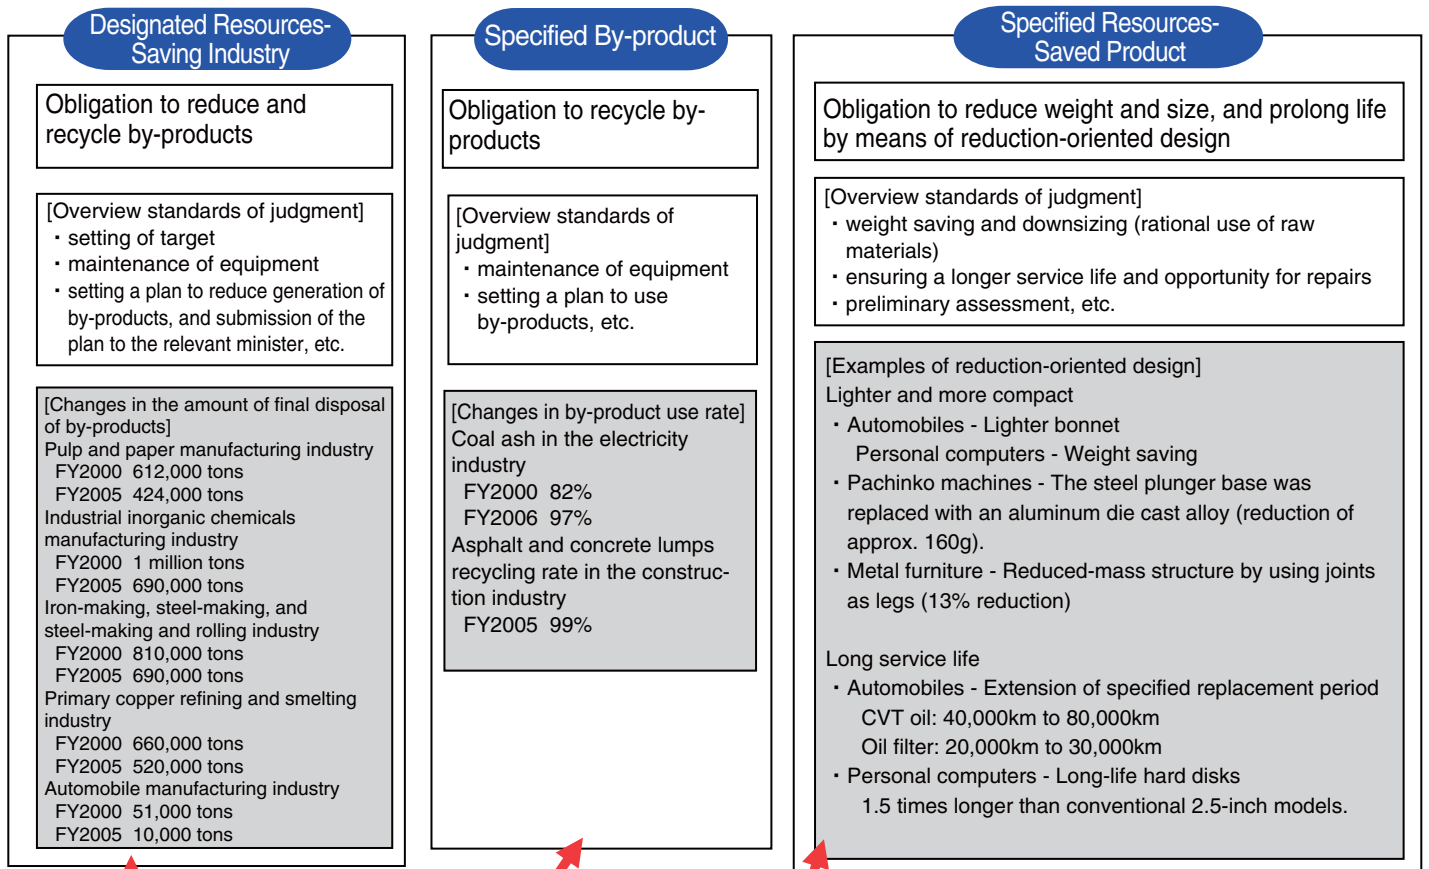 Designated Resources-
Saving Industry
Obligation to reduce and
recycle by-products
[Overview standards of judgment]
・setting of target
・maintenance of equipment
・setting a plan to reduce generation of
by-products, and submission of the
plan to the relevant minister, etc.
[Changes in the amount of final disposal
of by-products]
Pulp and paper manufacturing industry
FY2000 612,000 tons
FY2005 424,000 tons
Industrial inorganic chemicals
manufacturing industry
FY2000 1 million tons
FY2005 690,000 tons
Iron-making, steel-making, and
steel-making and rolling industry
FY2000 810,000 tons
FY2005 690,000 tons
Primary copper refining and smelting
industry
FY2000 660,000 tons
FY2005 520,000 tons
Automobile manufacturing industry
FY2000 51,000 tons
FY2005 10,000 tons
Specified By-product
Obligation to recycle by-
products
[Overview standards of
judgment]
・maintenance of equipment
・setting a plan to use
by-products, etc.
[Changes in by-product use rate]
Coal ash in the electricity
industry
FY2000 82%
FY2006 97%
Asphalt and concrete lumps
recycling rate in the construc-
tion industry
FY2005 99%
Specified Resources-
Saved Product
Obligation to reduce weight and size, and prolong life
by means of reduction-oriented design
[Overview standards of judgment]
・weight saving and downsizing (rational use of raw
materials)
・ensuring a longer service life and opportunity for repairs
・preliminary assessment, etc.
[Examples of reduction-oriented design]
Lighter and more compact
・Automobiles - Lighter bonnet
Personal computers - Weight saving
・Pachinko machines - The steel plunger base was
replaced with an aluminum die cast alloy (reduction of
approx. 160g).
・Metal furniture - Reduced-mass structure by using joints
as legs (13% reduction)
Long service life
・Automobiles - Extension of specified replacement period
CVT oil: 40,000km to 80,000km
Oil filter: 20,000km to 30,000km
・Personal computers - Long-life hard disks
1.5 times longer than conventional 2.5-inch models.